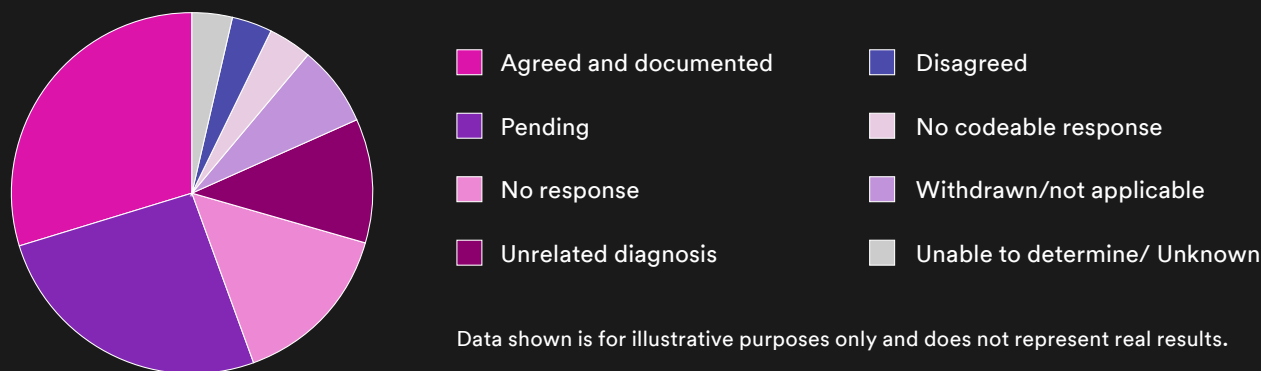 Agreed and documented
Pending
No response
Unrelated diagnosis
Disagreed
No codeable response
Withdrawn/not applicable
Unable to determine/ Unknown
Data shown is for illustrative purposes only and does not represent real results.